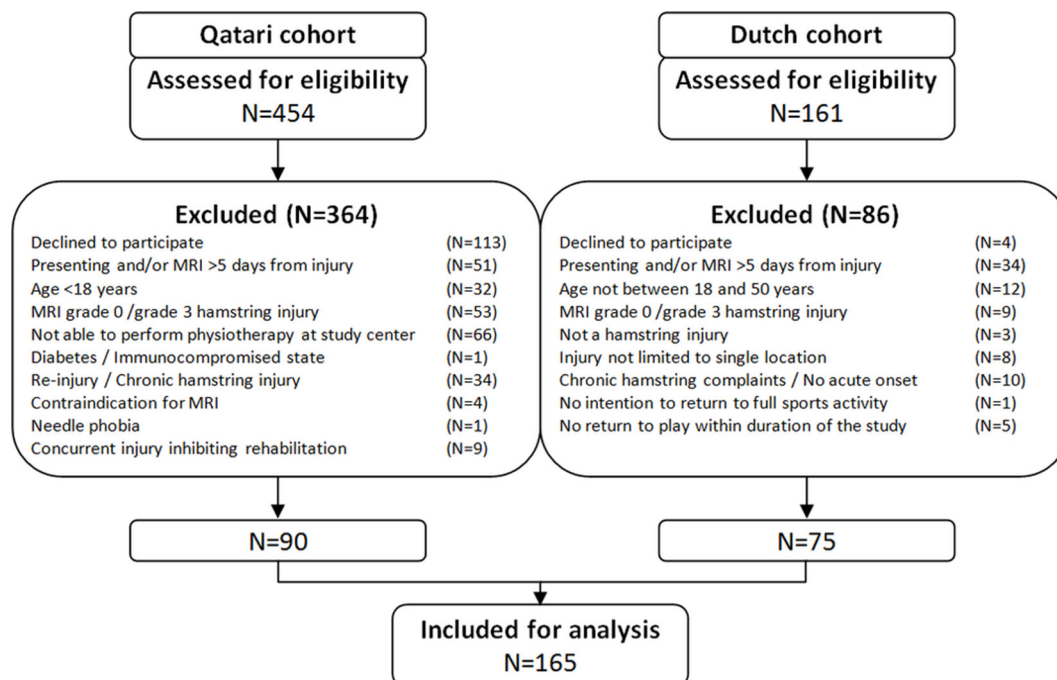 Qatari cohort
Assessed for eligibility
N=454
Excluded (N=364)
Declined to participate (N=113)
Presenting and/or MRI >5 days from injury (N=51)
Age <18 years (N=32)
MRI grade 0 /grade 3 hamstring injury (N=53)
Not able to perform physiotherapy at study center (N=66)
Diabetes / Immunocompromised state (N=1)
Re-injury / Chronic hamstring injury (N=34)
Contraindication for MRI (N=4)
Needle phobia (N=1)
Concurrent injury inhibiting rehabilitation (N=9)
N=90
Dutch cohort
Assessed for eligibility
N=161
Excluded (N=86)
Declined to participate (N=4)
Presenting and/or MRI >5 days from injury (N=34)
Age not between 18 and 50 years (N=12)
MRI grade 0 /grade 3 hamstring injury (N=9)
Not a hamstring injury (N=3)
Injury not limited to single location (N=8)
Chronic hamstring complaints / No acute onset (N=10)
No intention to return to full sports activity (N=1)
No return to play within duration of the study (N=5)
N=75
Included for analysis
N=165